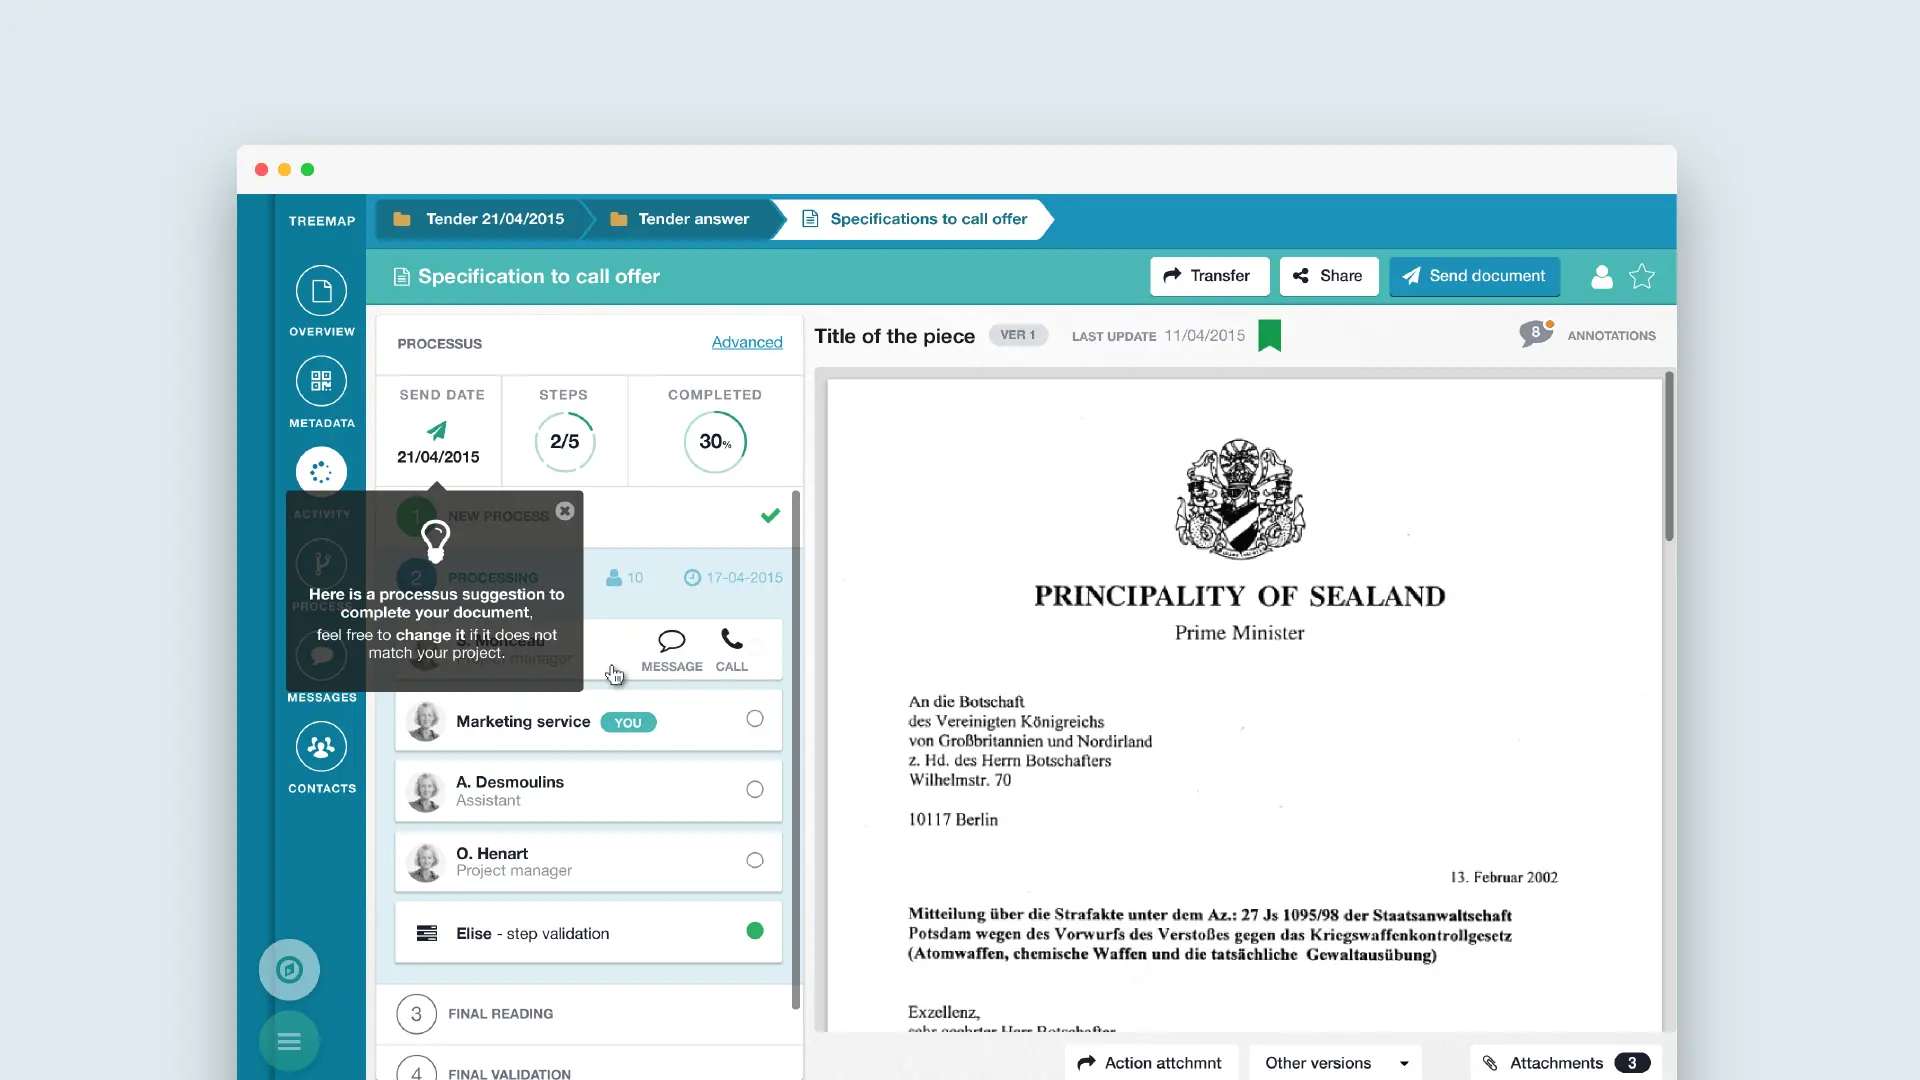 TREEMAP
Tender 21/04/2015
Tender answer
Specifications to call offer
Specification to call offer
Transfer
Share
Send document
OVERVIEW
METADATA
ACTIVITY
PROCESS
MESSAGES
CONTACTS
PROCESSUS
Advanced
SEND DATE
21/04/2015
STEPS
2/5
COMPLETED
30%
1
NEW PROCESS
2
PROCESSING
10
17-04-2015
Here is a processus suggestion to
complete your document,
feel free to change it if it does not
match your project.
S. Monceau
Project manager
MESSAGE
CALL
Marketing service
YOU
A. Desmoulins
Assistant
O. Henart
Project manager
Elise - step validation
3
FINAL READING
4
FINAL VALIDATION
Title of the piece
VER 1
LAST UPDATE 11/04/2015
8
ANNOTATIONS
PRINCIPALITY OF SEALAND
Prime Minister
An die Botschaft
des Vereinigten Königreichs
von Großbritannien und Nordirland
z. Hd. des Herrn Botschafters
Wilhelmstr. 70
10117 Berlin
13. Februar 2002
Mitteilung über die Strafakte unter dem Az.: 27 Js 1095/98 der Staatsanwaltschaft
Potsdam wegen des Vorwurfs des Verstoßes gegen das Kriegswaffenkontrollgesetz
(Atomwaffen, chemische Waffen und die tatsächliche Gewaltausübung)
Exzellenz,
sehr geehrter Herr Botschafter
Action attchmnt
Other versions
Attachments
3